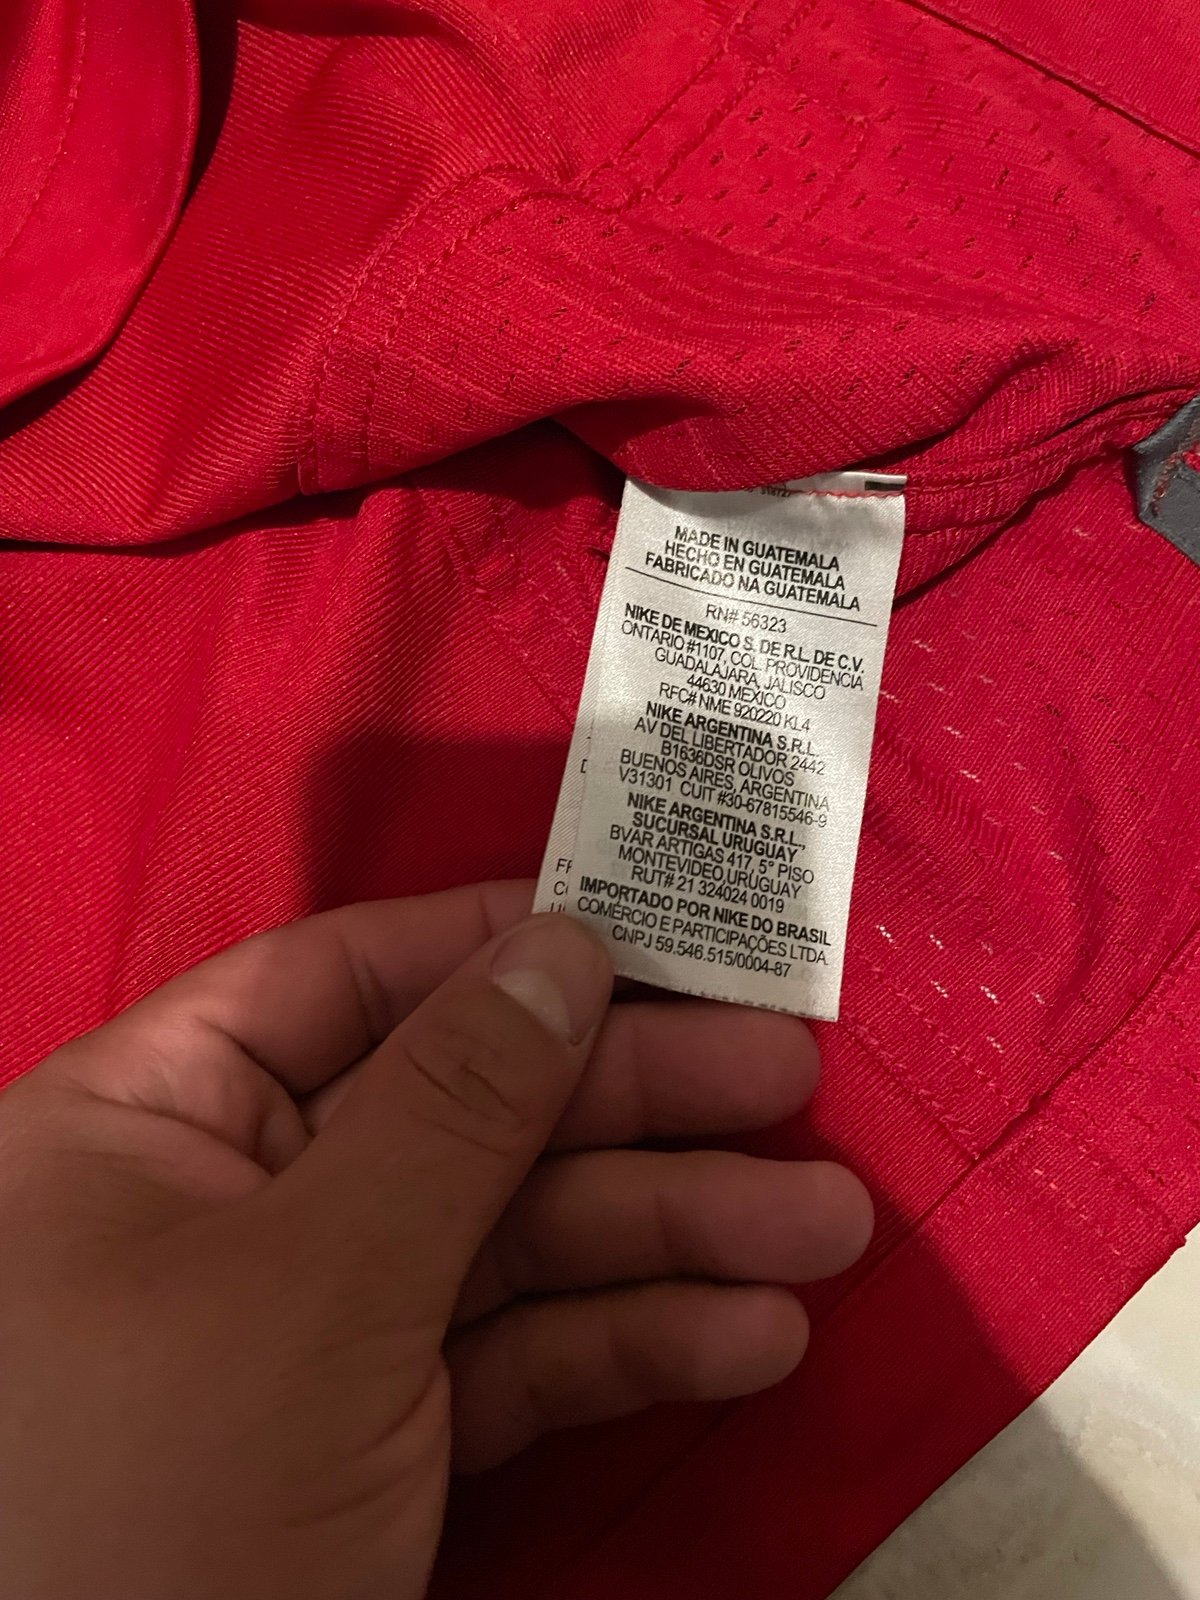 MADE IN GUATEMALA
HECHO EN GUATEMALA
FABRICADO NA GUATEMALA
RN# 56323
NIKE DE MEXICO S. DE R.L. DE C.V.
ONTARIO #1107, COL. PROVIDENCIA
GUADALAJARA, JALISCO
44630 MEXICO
RFC# NME 920220 KL4
NIKE ARGENTINA S.R.L.
AV DEL LIBERTADOR 2442
B1636DSR OLIVOS
BUENOS AIRES, ARGENTINA
V31301 CUIT #30-67815546-9
NIKE ARGENTINA S.R.L.,
SUCURSAL URUGUAY
BVAR ARTIGAS 417, 5° PISO
MONTEVIDEO,URUGUAY
RUT# 21 324024 0019
IMPORTADO POR NIKE DO BRASIL
COMÉRCIO E PARTICIPAÇÕES LTDA.
CNPJ 59.546.515/0004-87